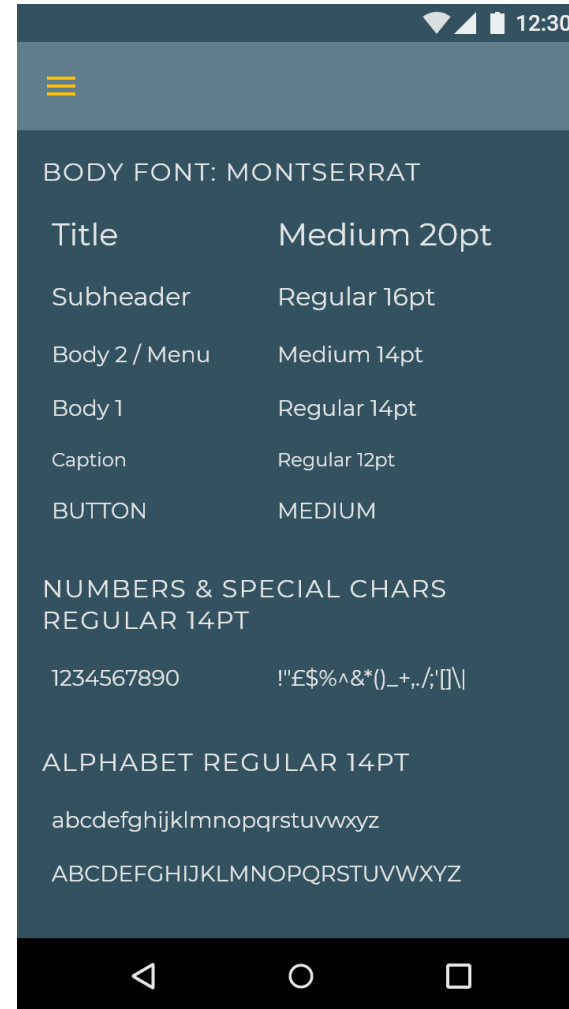 12:30
BODY FONT: MONTSERRAT
Title Medium 20pt
Subheader Regular 16pt
Body 2 / Menu Medium 14pt
Body 1 Regular 14pt
Caption Regular 12pt
BUTTON MEDIUM
NUMBERS & SPECIAL CHARS
REGULAR 14PT
1234567890 !"£$%^&*()_+,./;'[]\|
ALPHABET REGULAR 14PT
abcdefghijklmnopqrstuvwxyz
ABCDEFGHIJKLMNOPQRSTUVWXYZ